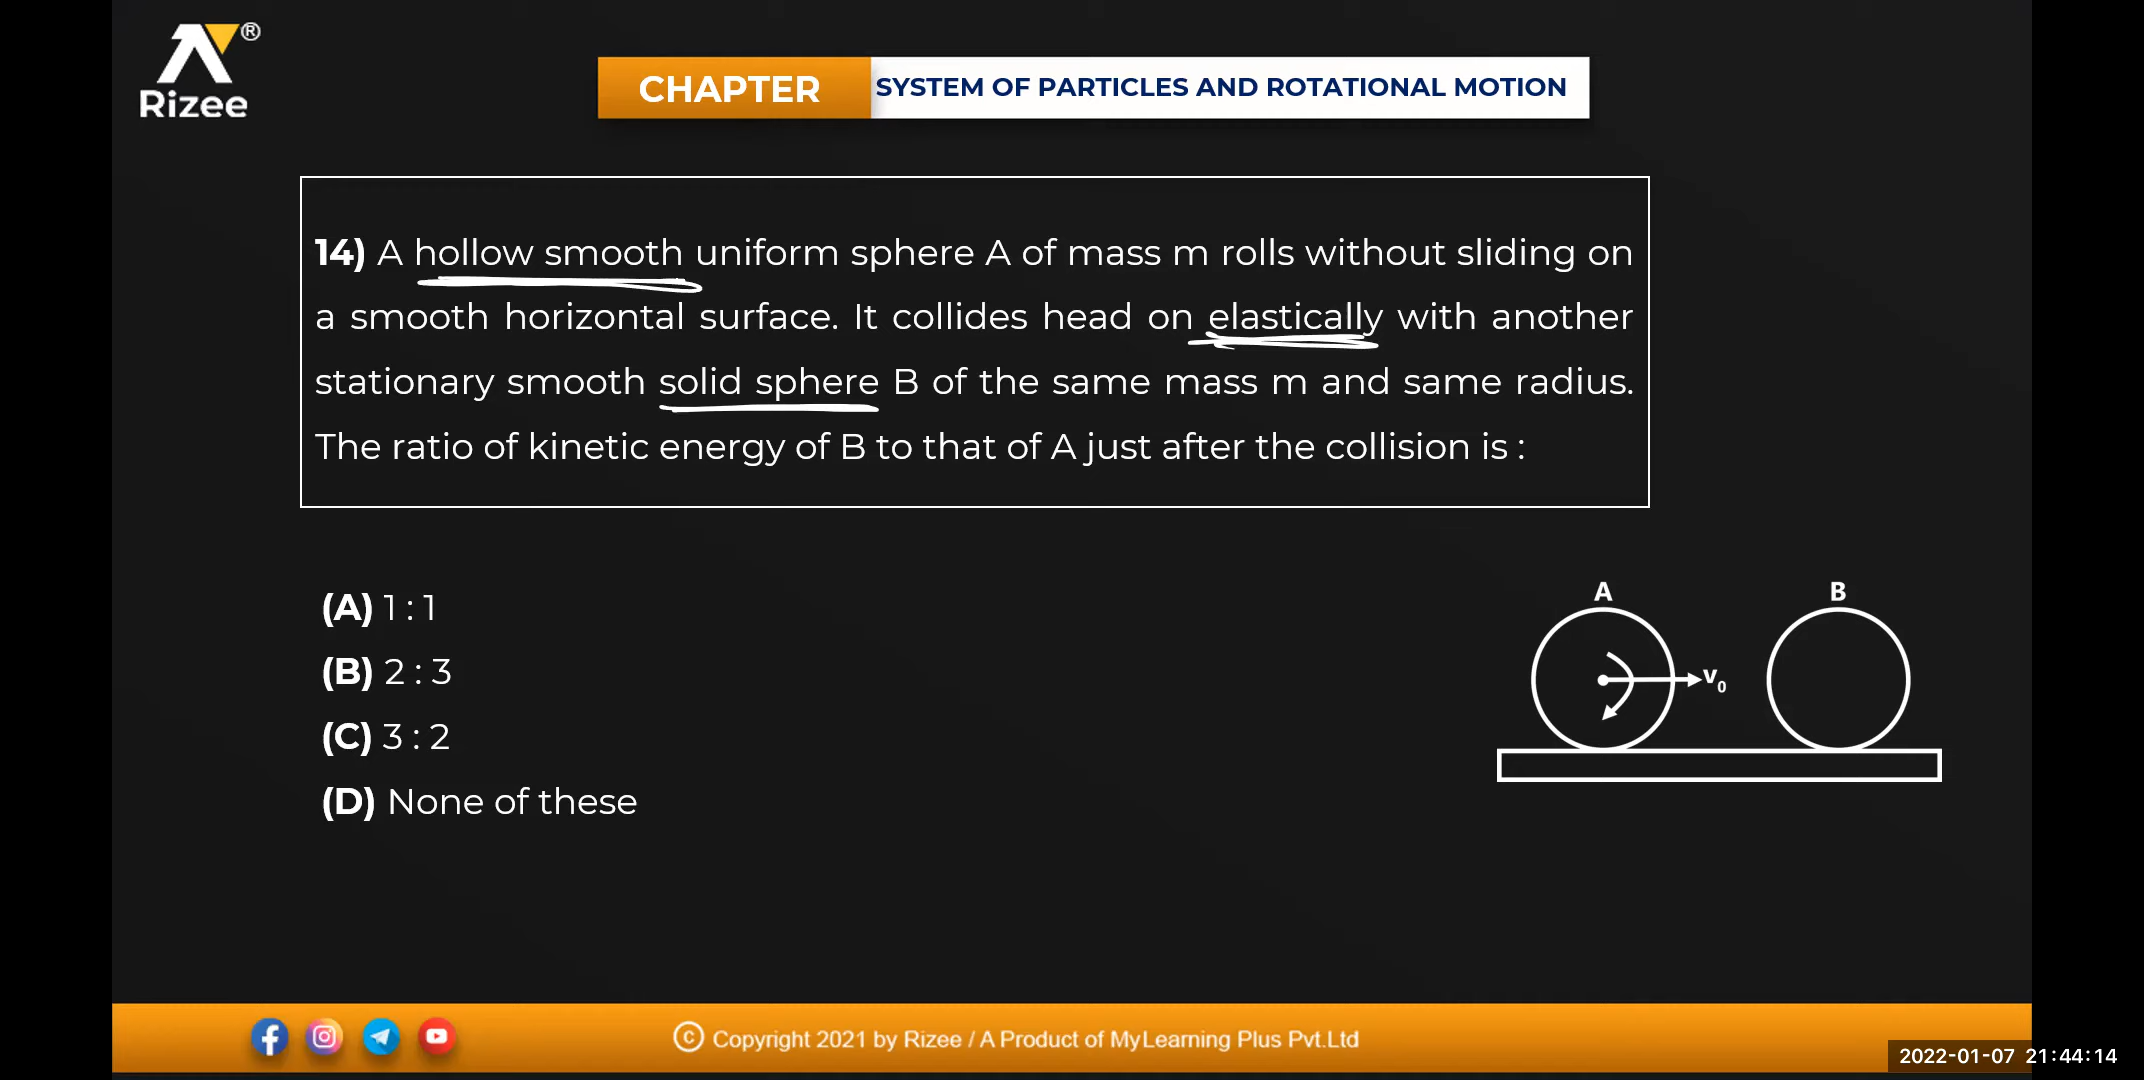 Rizee
®
CHAPTER
SYSTEM OF PARTICLES AND ROTATIONAL MOTION
14) A hollow smooth uniform sphere A of mass m rolls without sliding on
a smooth horizontal surface. It collides head on elastically with another
stationary smooth solid sphere B of the same mass m and same radius.
The ratio of kinetic energy of B to that of A just after the collision is :
(A) 1 : 1
(B) 2 : 3
(C) 3 : 2
(D) None of these
A
B
v₀
© Copyright 2021 by Rizee / A Product of MyLearning Plus Pvt.Ltd
2022-01-07 21:44:14